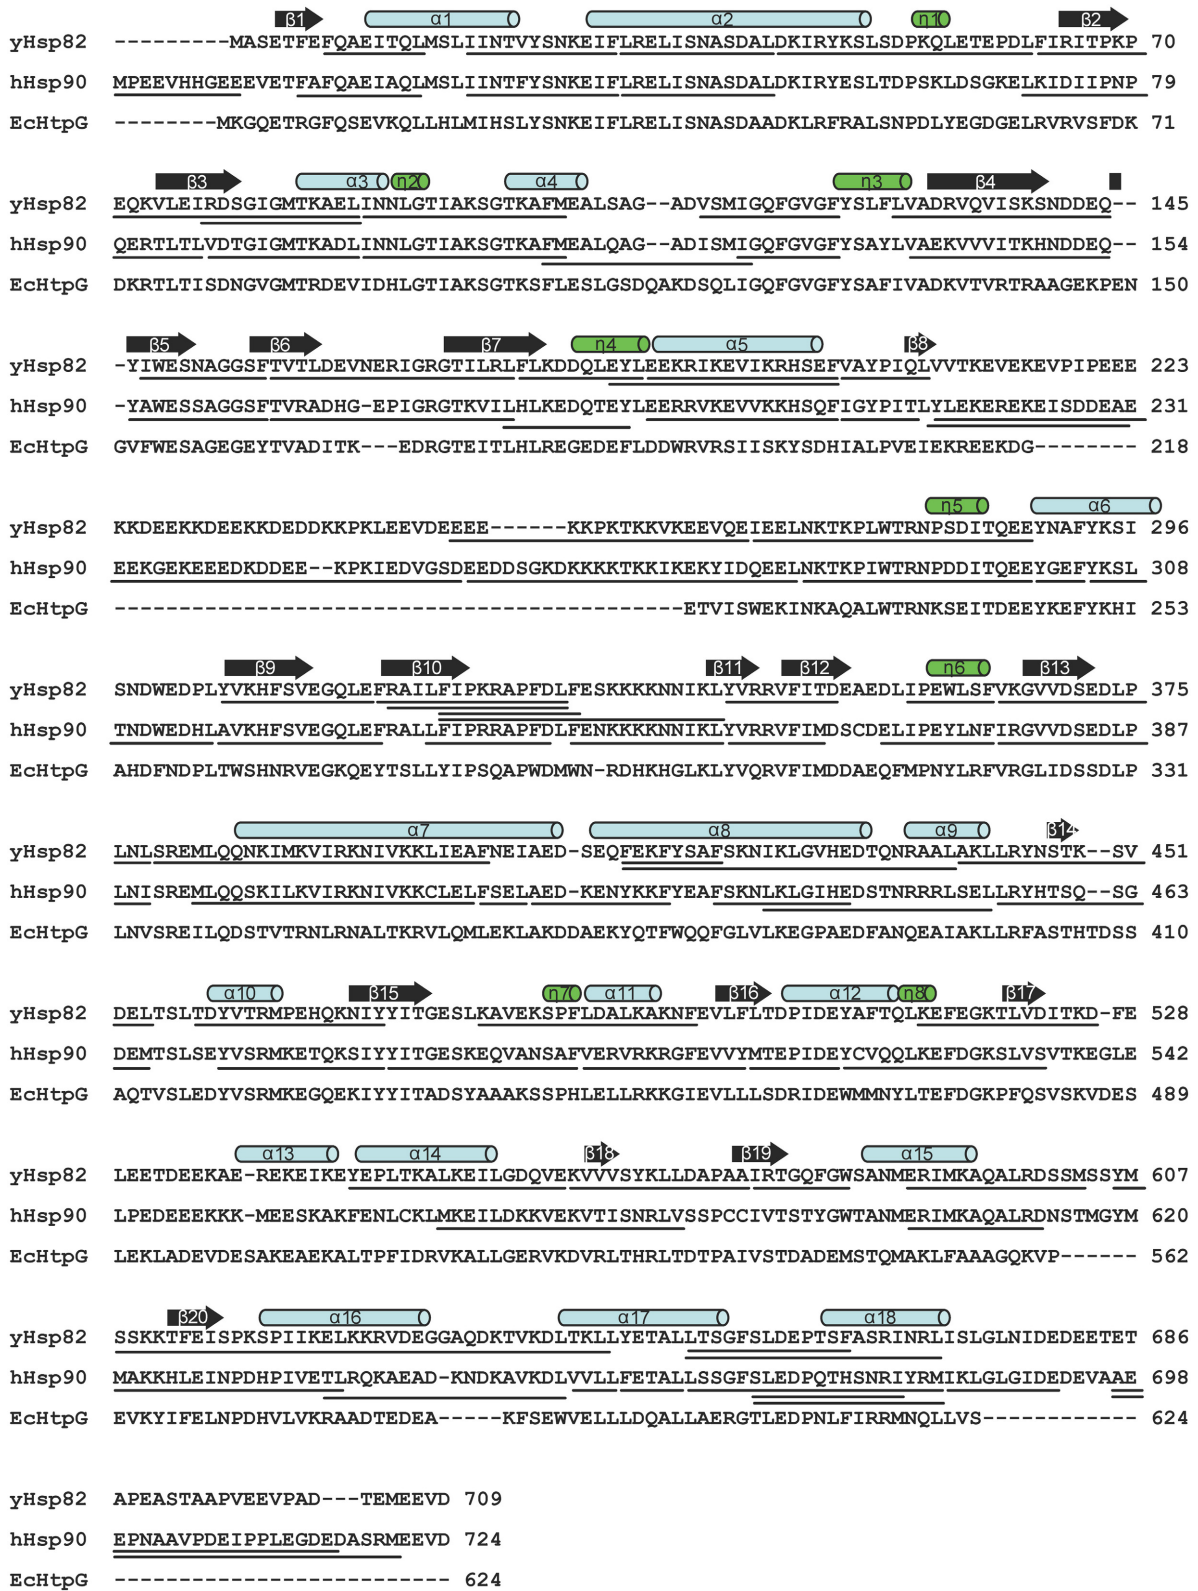 β1 α1 α2 η1 β2
yHsp82 ---------MASETFEFQAEITQLMSLIINTVYSNKEIFLRELISNASDALDKIRYKSLSDPKQLETEPDLFIRITPKP 70
hHsp90 MPEEVHHGEEEVETFAFQAEIAQLMSLIINTFYSNKEIFLRELISNASDALDKIRYESLTDPSKLDSGKELKIDIIPNP 79
EcHtpG --------MKGQETRGFQSEVKQLLHLMIHSLYSNKEIFLRELISNASDAADKLRFRALSNPDLYEGDGELRVRVSFDK 71
β3 α3 η2 α4 η3 β4
yHsp82 EQKVLEIRDSGIGMTKAELINNLGTIAKSGTKAFMEALSAG--ADVSMIGQFGVGFYSLFLVADRVQVISKSNDDEQ-- 145
hHsp90 QERTLTLVDTGIGMTKADLINNLGTIAKSGTKAFMEALQAG--ADISMIGQFGVGFYSAYLVAEKVVVITKHNDDEQ-- 154
EcHtpG DKRTLTISDNGVGMTRDEVIDHLGTIAKSGTKSFLESLGSDQAKDSQLIGQFGVGFYSAFIVADKVTVRTRAAGEKPEN 150
β5 β6 β7 η4 α5 β8
yHsp82 -YIWESNAGGSFTVTLDEVNERIGRGTILRLFLKDDQLEYLEEKRIKEVIKRHSEFVAYPIQLVVTKEVEKEVPIPEEE 223
hHsp90 -YAWESSAGGSFTVRADHG-EPIGRGTKVILHLKEDQTEYLEERRVKEVVKKHSQFIGYPITLYLEKEREKEISDDEAE 231
EcHtpG GVFWESAGEGEYTVADITK---EDRGTEITLHLREGEDEFLDDWRVRSIISKYSDHIALPVEIEKREEKDG-------- 218
η5 α6
yHsp82 KKDEEKKDEEKKDEDDKKPKLEEVDEEEE------KKPKTKKVKEEVQEIEELNKTKPLWTRNPSDITQEEYNAFYKSI 296
hHsp90 EEKGEKEEEDKDDEE--KPKIEDVGSDEEDDSGKDKKKKTKKIKEKYIDQEELNKTKPIWTRNPDDITQEEYGEFYKSL 308
EcHtpG --------------------------------------------ETVISWEKINKAQALWTRNKSEITDEEYKEFYKHI 253
β9 β10 β11 β12 η6 β13
yHsp82 SNDWEDPLYVKHFSVEGQLEFRAILFIPKRAPFDLFESKKKKNNIKLYVRRVFITDEAEDLIPEWLSFVKGVVDSEDLP 375
hHsp90 TNDWEDHLAVKHFSVEGQLEFRALLFIPRRAPFDLFENKKKKNNIKLYVRRVFIMDSCDELIPEYLNFIRGVVDSEDLP 387
EcHtpG AHDFNDPLTWSHNRVEGKQEYTSLLYIPSQAPWDMWN-RDHKHGLKLYVQRVFIMDDAEQFMPNYLRFVRGLIDSSDLP 331
α7 α8 α9 β14
yHsp82 LNLSREMLQQNKIMKVIRKNIVKKLIEAFNEIAED-SEQFEKFYSAFSKNIKLGVHEDTQNRAALAKLLRYNSTK--SV 451
hHsp90 LNISREMLQQSKILKVIRKNIVKKCLELFSELAED-KENYKKFYEAFSKNLKLGIHEDSTNRRRLSELLRYHTSQ--SG 463
EcHtpG LNVSREILQDSTVTRNLRNALTKRVLQMLEKLAKDDAEKYQTFWQQFGLVLKEGPAEDFANQEAIAKLLRFASTHTDSS 410
α10 β15 η7 α11 β16 α12 η8 β17
yHsp82 DELTSLTDYVTRMPEHQKNIYYITGESLKAVEKSPFLDALKAKNFEVLFLTDPIDEYAFTQLKEFEGKTLVDITKD-FE 528
hHsp90 DEMTSLSEYVSRMKETQKSIYYITGESKEQVANSAFVERVRKRGFEVVYMTEPIDEYCVQQLKEFDGKSLVSVTKEGLE 542
EcHtpG AQTVSLEDYVSRMKEGQEKIYYITADSYAAAKSSPHLELLRKKGIEVLLLSDRIDEWMMNYLTEFDGKPFQSVSKVDES 489
α13 α14 β18 β19 α15
yHsp82 LEETDEEKAE-REKEIKEYEPLTKALKEILGDQVEKVVVSYKLLDAPAAIRTGQFGWSANMERIMKAQALRDSSMSSYM 607
hHsp90 LPEDEEEKKK-MEESKAKFENLCKLMKEILDKKVEKVTISNRLVSSPCCIVTSTYGWTANMERIMKAQALRDNSTMGYM 620
EcHtpG LEKLADEVDESAKEAEKALTPFIDRVKALLGERVKDVRLTHRLTDTPAIVSTDADEMSTQMAKLFAAAGQKVP------ 562
β20 α16 α17 α18
yHsp82 SSKKTFEISPKSPIIKELKKRVDEGGAQDKTVKDLTKLLYETALLTSGFSLDEPTSFASRINRLISLGLNIDEDEETET 686
hHsp90 MAKKHLEINPDHPIVETLRQKAEAD-KNDKAVKDLVVLLFETALLSSGFSLEDPQTHSNRIYRMIKLGLGIDEDEVAAE 698
EcHtpG EVKYIFELNPDHVLVKRAADTEDEA-----KFSEWVELLLDQALLAERGTLEDPNLFIRRMNQLLVS------------ 624
yHsp82 APEASTAAPVEEVPAD---TEMEEVD 709
hHsp90 EPNAAVPDEIPPLEGDEDASRMEEVD 724
EcHtpG -------------------------- 624